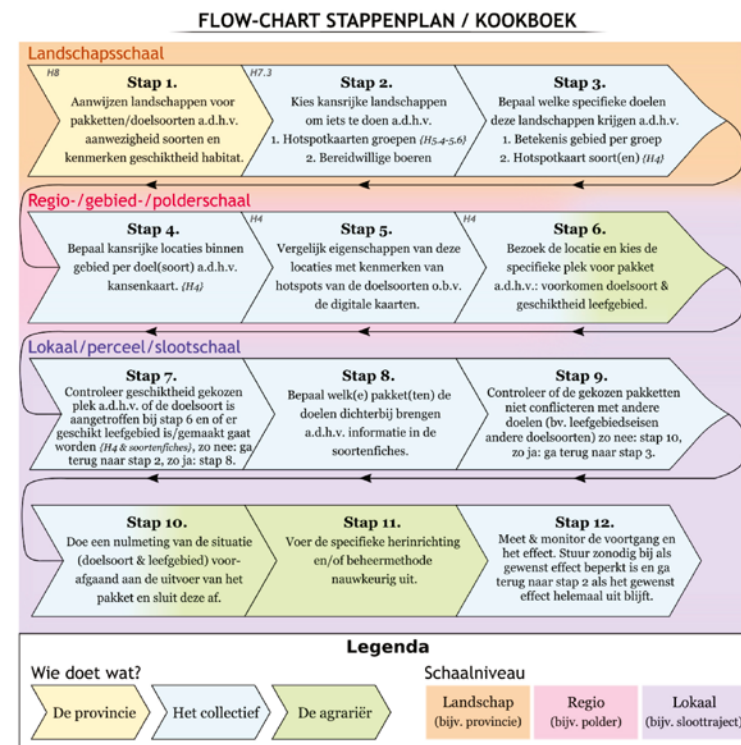 FLOW-CHART STAPPENPLAN / KOOKBOEK
Landschapsschaal
H8
Stap 1.
Aanwijzen landschappen voor
pakketten/doelsoorten a.d.h.v.
aanwezigheid soorten en
kenmerken geschiktheid habitat.
H7.3
Stap 2.
Kies kansrijke landschappen
om iets te doen a.d.h.v.
1. Hotspotkaarten groepen {H5.4-5.6}
2. Bereidwillige boeren
Stap 3.
Bepaal welke specifieke doelen
deze landschappen krijgen a.d.h.v.
1. Betekenis gebied per groep
2. Hotspotkaart soort(en) {H4}
Regio-/gebied-/polderschaal
Stap 4.
Bepaal kansrijke locaties binnen
gebied per doel(soort) a.d.h.v.
kansenkaart. {H4}
H4
Stap 5.
Vergelijk eigenschappen van deze
locaties met kenmerken van
hotspots van de doelsoorten o.b.v.
de digitale kaarten.
H4
Stap 6.
Bezoek de locatie en kies de
specifieke plek voor pakket
a.d.h.v.: voorkomen doelsoort &
geschiktheid leefgebied.
Lokaal/perceel/slootschaal
Stap 7.
Controleer geschiktheid gekozen
plek a.d.h.v. of de doelsoort is
aangetroffen bij stap 6 en of er
geschikt leefgebied is/gemaakt gaat
worden {H4 & soortenfiches}, zo nee: ga
terug naar stap 2, zo ja: stap 8.
Stap 8.
Bepaal welk(e) pakket(ten) de
doelen dichterbij brengen
a.d.h.v. informatie in de
soortenfiches.
Stap 9.
Controleer of de gekozen pakketten
niet conflicteren met andere
doelen (bv. leefgebiedseisen
andere doelsoorten) zo nee: stap 10,
zo ja: ga terug naar stap 3.
Stap 10.
Doe een nulmeting van de situatie
(doelsoort & leefgebied) voor-
afgaand aan de uitvoer van het
pakket en sluit deze af.
Stap 11.
Voer de specifieke herinrichting
en/of beheermethode
nauwkeurig uit.
Stap 12.
Meet & monitor de voortgang en
het effect. Stuur zonodig bij als
gewenst effect beperkt is en ga
terug naar stap 2 als het gewenst
effect helemaal uit blijft.
Legenda
Wie doet wat?
De provincie
Het collectief
De agrariër
Schaalniveau
Landschap
(bijv. provincie)
Regio
(bijv. polder)
Lokaal
(bijv. sloottraject)